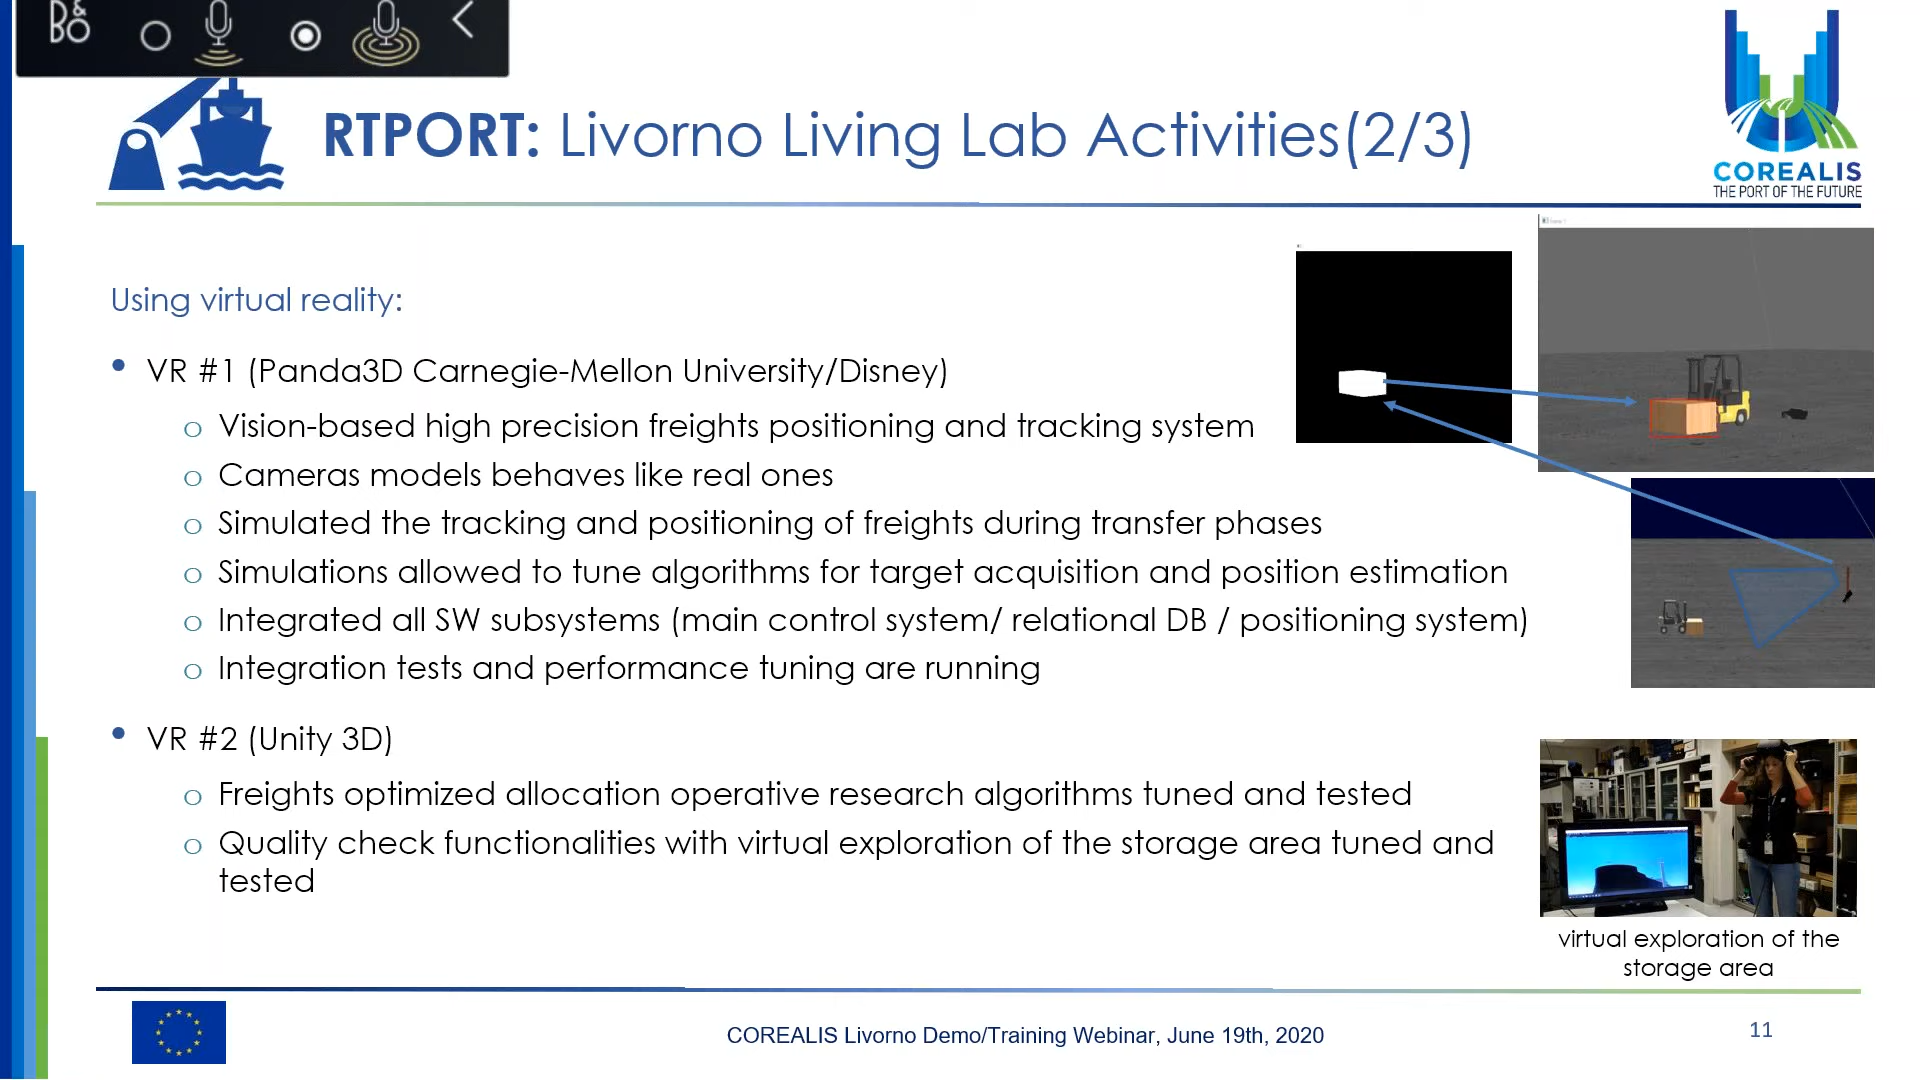 B&O
RTPORT: Livorno Living Lab Activities(2/3)
COREALIS
THE PORT OF THE FUTURE
Using virtual reality:
• VR #1 (Panda3D Carnegie-Mellon University/Disney)
o Vision-based high precision freights positioning and tracking system
o Cameras models behaves like real ones
o Simulated the tracking and positioning of freights during transfer phases
o Simulations allowed to tune algorithms for target acquisition and position estimation
o Integrated all SW subsystems (main control system/ relational DB / positioning system)
o Integration tests and performance tuning are running
• VR #2 (Unity 3D)
o Freights optimized allocation operative research algorithms tuned and tested
o Quality check functionalities with virtual exploration of the storage area tuned and
tested
virtual exploration of the
storage area
COREALIS Livorno Demo/Training Webinar, June 19th, 2020
11